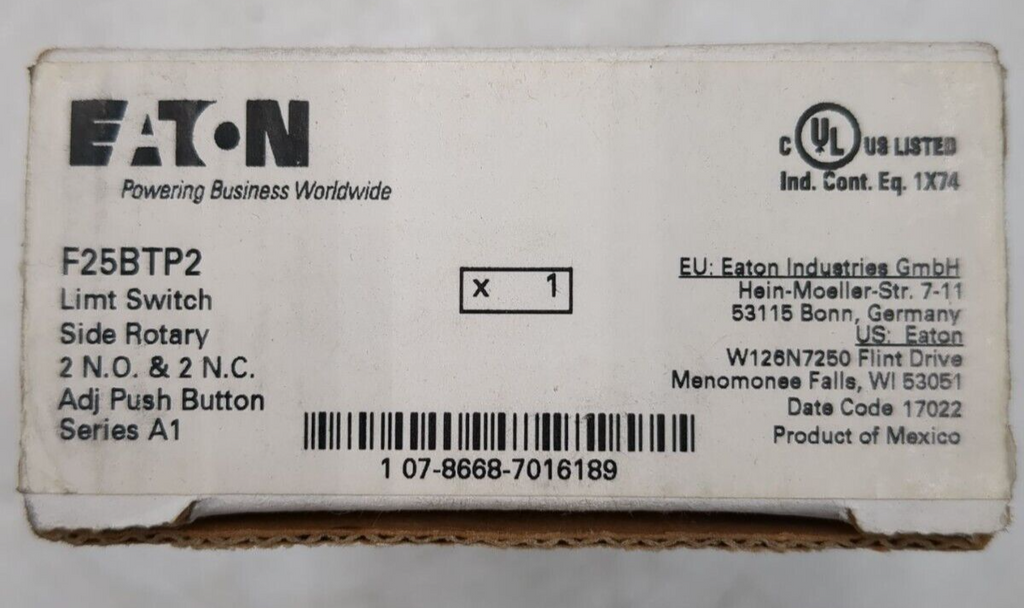 EATON
Powering Business Worldwide
C UL US LISTED
Ind. Cont. Eq. 1X74
F25BTP2
Limt Switch
Side Rotary
2 N.O. & 2 N.C.
Adj Push Button
Series A1
x 1
EU: Eaton Industries GmbH
Hein-Moeller-Str. 7-11
53115 Bonn, Germany
US: Eaton
W126N7250 Flint Drive
Menomonee Falls, WI 53051
Date Code 17022
Product of Mexico
1 07-8668-7016189